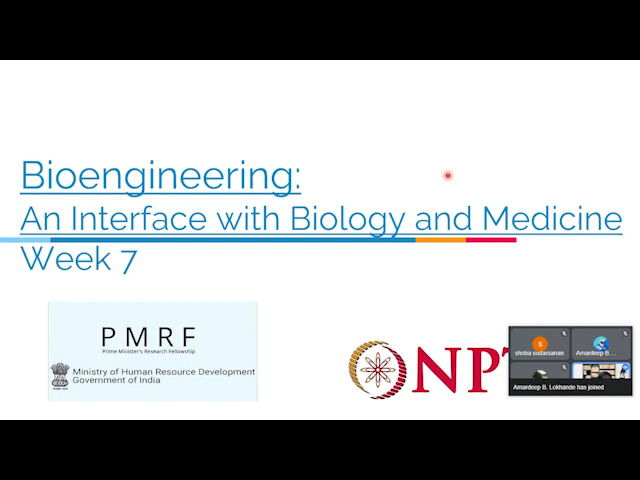 Bioengineering:
An Interface with Biology and Medicine
Week 7
P M R F
Prime Minister's Research Fellowship
Ministry of Human Resource Development
Government of India
NPT
S
shoba sudarsanan
Amardeep B....
Amardeep B. Lokhande has joined